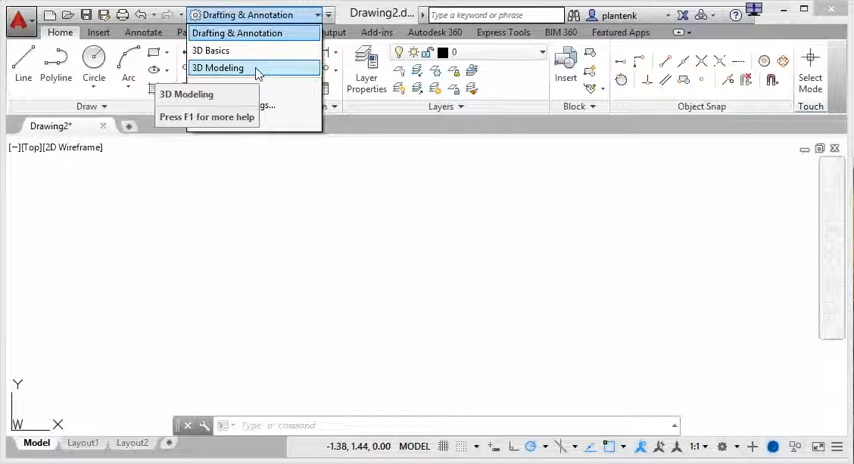 Drafting & Annotation
Drawing2.d...
Type a keyword or phrase
plantenk
Home Insert Annotate
Drafting & Annotation
3D Basics
3D Modeling
3D Modeling
Press F1 for more help
gs...
Add-ins Autodesk 360 Express Tools BIM 360 Featured Apps
Line
Polyline
Circle
Arc
Draw
Layer
Properties
0
Layers
Insert
Block
Object Snap
Select
Mode
Touch
Drawing2*
[−][Top][2D Wireframe]
Y
W X
Type a command
Model Layout1 Layout2
-1.38, 1.44, 0.00 MODEL
1:1